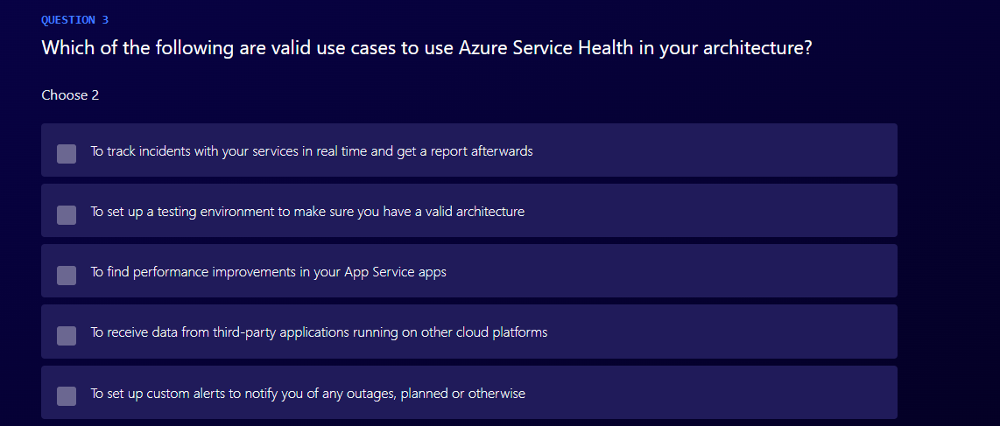 QUESTION 3
Which of the following are valid use cases to use Azure Service Health in your architecture?
Choose 2
To track incidents with your services in real time and get a report afterwards
To set up a testing environment to make sure you have a valid architecture
To find performance improvements in your App Service apps
To receive data from third-party applications running on other cloud platforms
To set up custom alerts to notify you of any outages, planned or otherwise